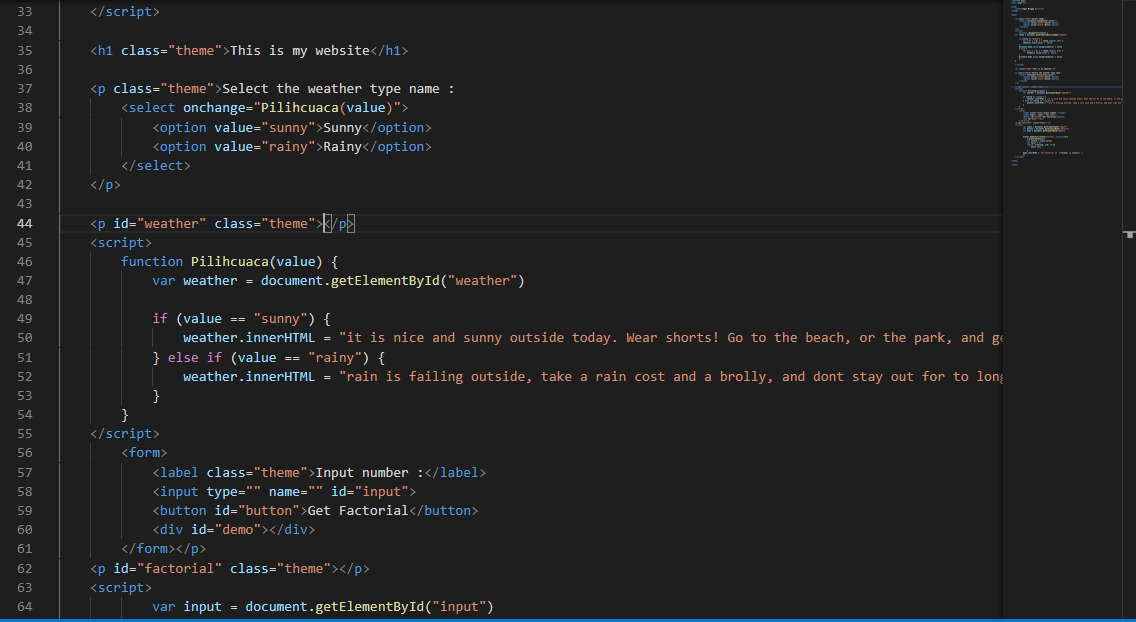 33 </script>
34
35 <h1 class="theme">This is my website</h1>
36
37 <p class="theme">Select the weather type name :
38 <select onchange="Pilihcuaca(value)">
39 <option value="sunny">Sunny</option>
40 <option value="rainy">Rainy</option>
41 </select>
42 </p>
43
44 <p id="weather" class="theme"></p>
45 <script>
46 function Pilihcuaca(value) {
47 var weather = document.getElementById("weather")
48
49 if (value == "sunny") {
50 weather.innerHTML = "it is nice and sunny outside today. Wear shorts! Go to the beach, or the park, and ge
51 } else if (value == "rainy") {
52 weather.innerHTML = "rain is failing outside, take a rain cost and a brolly, and dont stay out for to long
53 }
54 }
55 </script>
56 <form>
57 <label class="theme">Input number :</label>
58 <input type="" name="" id="input">
59 <button id="button">Get Factorial</button>
60 <div id="demo"></div>
61 </form></p>
62 <p id="factorial" class="theme"></p>
63 <script>
64 var input = document.getElementById("input")